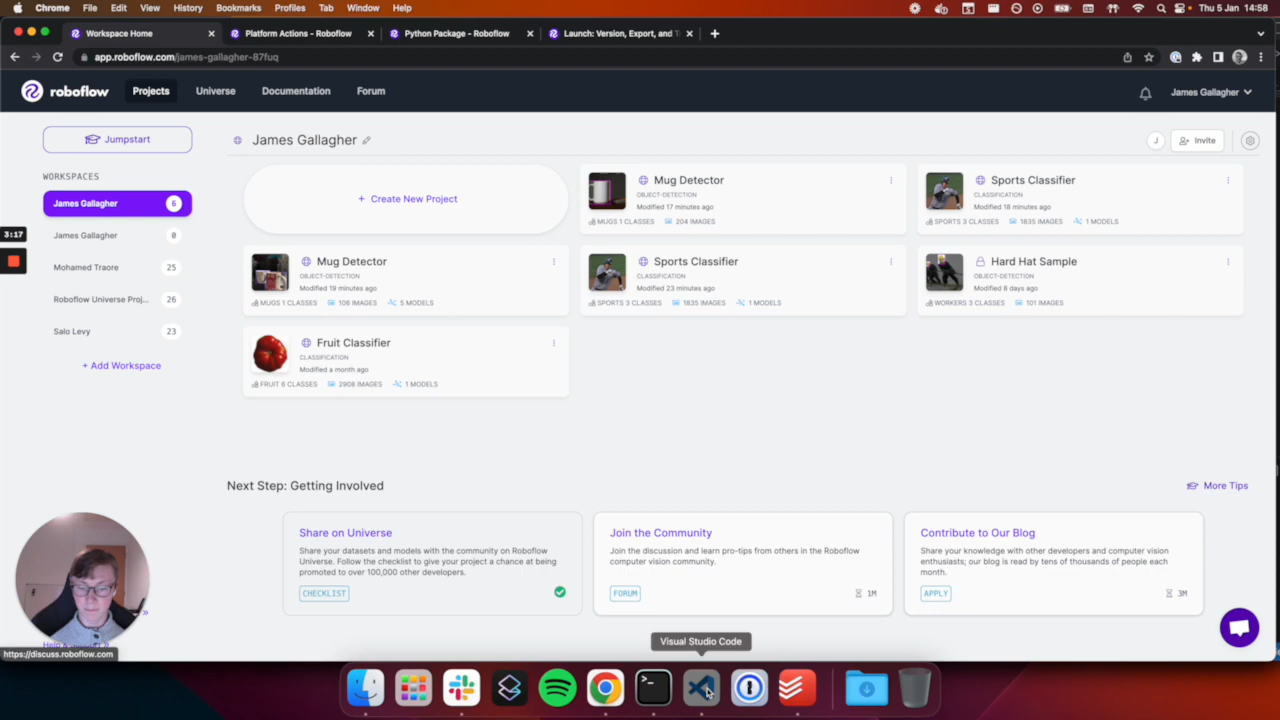 Chrome File Edit View History Bookmarks Profiles Tab Window Help
Thu 5 Jan 14:58
Workspace Home
Platform Actions - Roboflow
Python Package - Roboflow
Launch: Version, Export, and T
app.roboflow.com/james-gallagher-87fuq
roboflow
Projects
Universe
Documentation
Forum
James Gallagher
Jumpstart
James Gallagher
J
Invite
WORKSPACES
James Gallagher 6
James Gallagher 0
Mohamed Traore 25
Roboflow Universe Proj... 26
Salo Levy 23
+ Add Workspace
3:17
+ Create New Project
Mug Detector
OBJECT-DETECTION
Modified 17 minutes ago
MUGS 1 CLASSES 204 IMAGES
Sports Classifier
CLASSIFICATION
Modified 18 minutes ago
SPORTS 3 CLASSES 1835 IMAGES 1 MODELS
Mug Detector
OBJECT-DETECTION
Modified 19 minutes ago
MUGS 1 CLASSES 106 IMAGES 5 MODELS
Sports Classifier
CLASSIFICATION
Modified 23 minutes ago
SPORTS 3 CLASSES 1835 IMAGES 1 MODELS
Hard Hat Sample
OBJECT-DETECTION
Modified 8 days ago
WORKERS 3 CLASSES 101 IMAGES
Fruit Classifier
CLASSIFICATION
Modified a month ago
FRUIT 6 CLASSES 2908 IMAGES 1 MODELS
Next Step: Getting Involved
More Tips
Share on Universe
Share your datasets and models with the community on Roboflow
Universe. Follow the checklist to give your project a chance at being
promoted to over 100,000 other developers.
CHECKLIST
Join the Community
Join the discussion and learn pro-tips from others in the Roboflow
computer vision community.
FORUM
1M
Contribute to Our Blog
Share your knowledge with other developers and computer vision
enthusiasts; our blog is read by tens of thousands of people each
month.
APPLY
3M
https://discuss.roboflow.com
Visual Studio Code